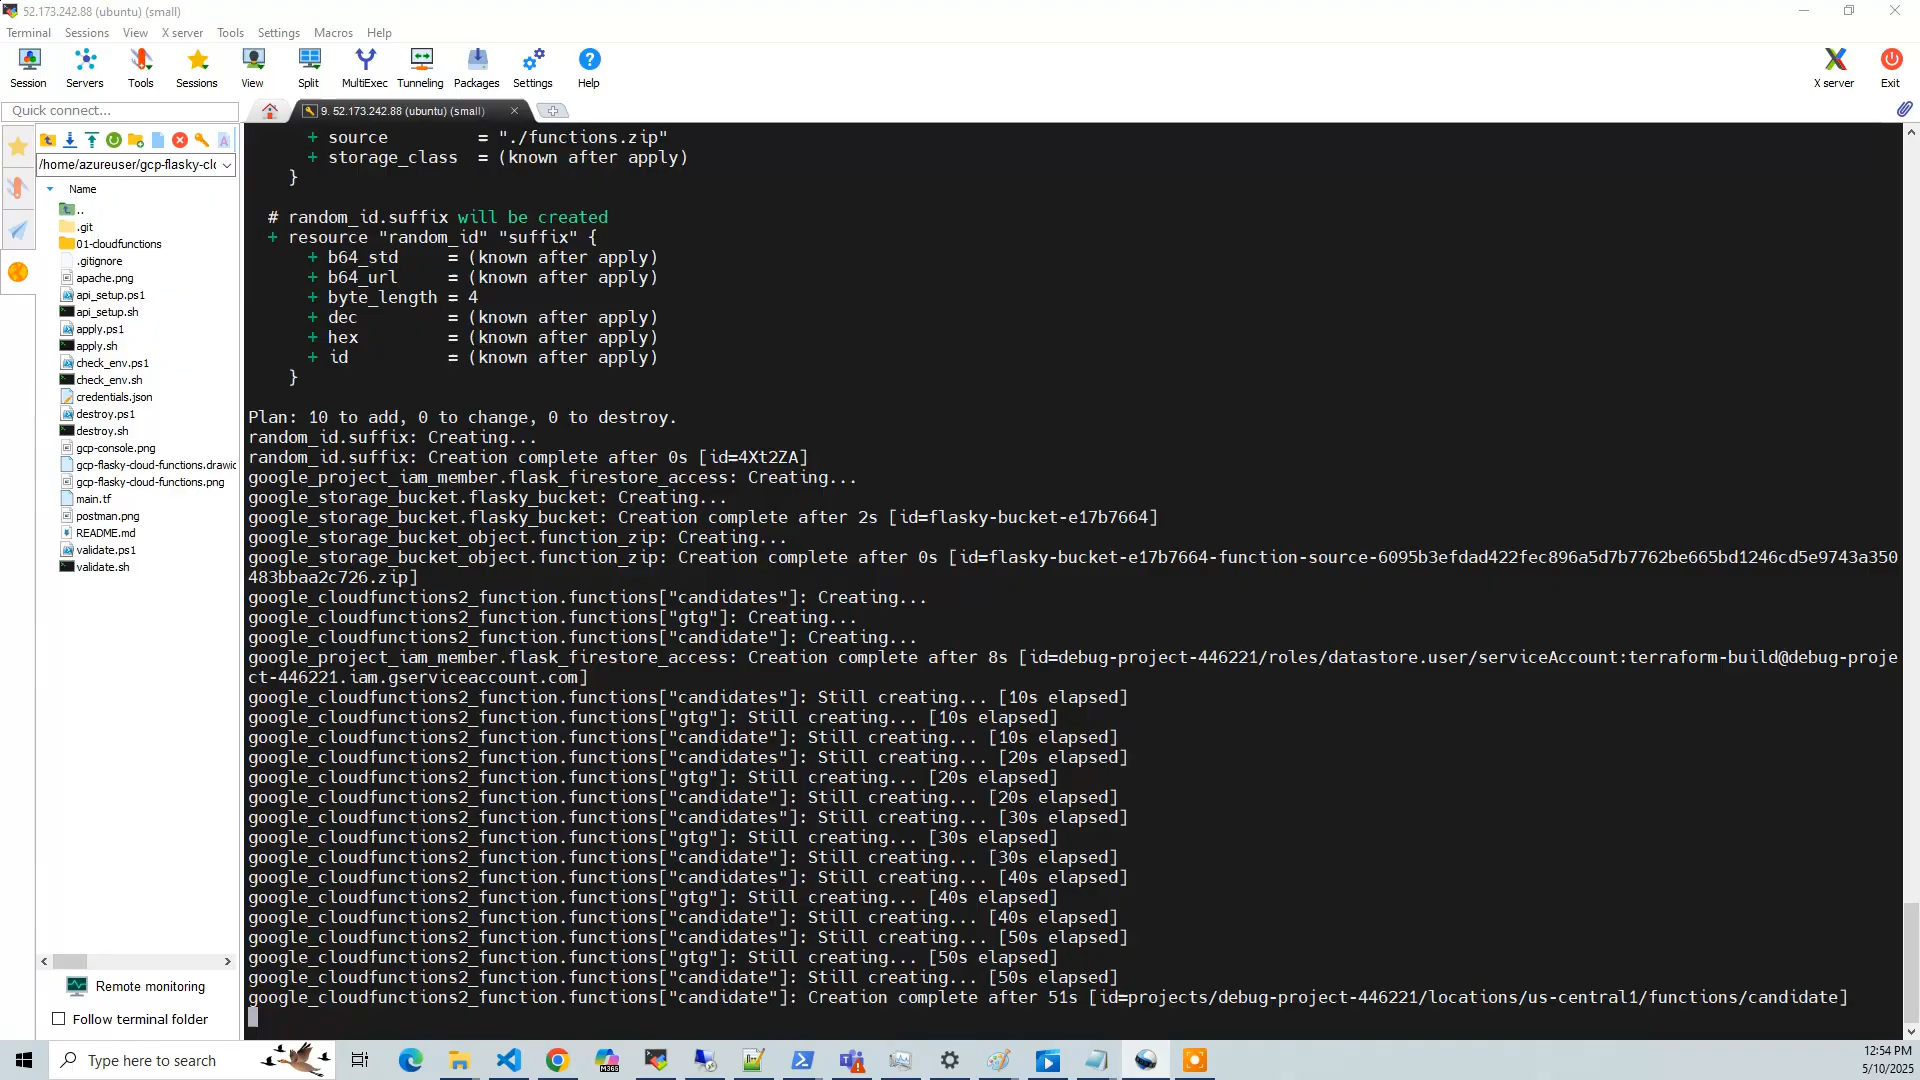 52.173.242.88 (ubuntu) (small)
Terminal Sessions View X server Tools Settings Macros Help
Session Servers Tools Sessions View Split MultiExec Tunneling Packages Settings Help X server Exit
Quick connect...
9. 52.173.242.88 (ubuntu) (small)
/home/azureuser/gcp-flasky-clo
Name
..
.git
01-cloudfunctions
.gitignore
apache.png
api_setup.ps1
api_setup.sh
apply.ps1
apply.sh
check_env.ps1
check_env.sh
credentials.json
destroy.ps1
destroy.sh
gcp-console.png
gcp-flasky-cloud-functions.drawio
gcp-flasky-cloud-functions.png
main.tf
postman.png
README.md
validate.ps1
validate.sh
Remote monitoring
Follow terminal folder
+ source = "./functions.zip"
+ storage_class = (known after apply)
}
# random_id.suffix will be created
+ resource "random_id" "suffix" {
+ b64_std = (known after apply)
+ b64_url = (known after apply)
+ byte_length = 4
+ dec = (known after apply)
+ hex = (known after apply)
+ id = (known after apply)
}
Plan: 10 to add, 0 to change, 0 to destroy.
random_id.suffix: Creating...
random_id.suffix: Creation complete after 0s [id=4Xt2ZA]
google_project_iam_member.flask_firestore_access: Creating...
google_storage_bucket.flasky_bucket: Creating...
google_storage_bucket.flasky_bucket: Creation complete after 2s [id=flasky-bucket-e17b7664]
google_storage_bucket_object.function_zip: Creating...
google_storage_bucket_object.function_zip: Creation complete after 0s [id=flasky-bucket-e17b7664-function-source-6095b3efdad422fec896a5d7b7762be665bd1246cd5e9743a350
483bbaa2c726.zip]
google_cloudfunctions2_function.functions["candidates"]: Creating...
google_cloudfunctions2_function.functions["gtg"]: Creating...
google_cloudfunctions2_function.functions["candidate"]: Creating...
google_project_iam_member.flask_firestore_access: Creation complete after 8s [id=debug-project-446221/roles/datastore.user/serviceAccount:terraform-build@debug-proje
ct-446221.iam.gserviceaccount.com]
google_cloudfunctions2_function.functions["candidates"]: Still creating... [10s elapsed]
google_cloudfunctions2_function.functions["gtg"]: Still creating... [10s elapsed]
google_cloudfunctions2_function.functions["candidate"]: Still creating... [10s elapsed]
google_cloudfunctions2_function.functions["candidates"]: Still creating... [20s elapsed]
google_cloudfunctions2_function.functions["gtg"]: Still creating... [20s elapsed]
google_cloudfunctions2_function.functions["candidate"]: Still creating... [20s elapsed]
google_cloudfunctions2_function.functions["candidates"]: Still creating... [30s elapsed]
google_cloudfunctions2_function.functions["gtg"]: Still creating... [30s elapsed]
google_cloudfunctions2_function.functions["candidate"]: Still creating... [30s elapsed]
google_cloudfunctions2_function.functions["candidates"]: Still creating... [40s elapsed]
google_cloudfunctions2_function.functions["gtg"]: Still creating... [40s elapsed]
google_cloudfunctions2_function.functions["candidate"]: Still creating... [40s elapsed]
google_cloudfunctions2_function.functions["candidates"]: Still creating... [50s elapsed]
google_cloudfunctions2_function.functions["gtg"]: Still creating... [50s elapsed]
google_cloudfunctions2_function.functions["candidate"]: Still creating... [50s elapsed]
google_cloudfunctions2_function.functions["candidate"]: Creation complete after 51s [id=projects/debug-project-446221/locations/us-central1/functions/candidate]
Type here to search
12:54 PM
5/10/2025